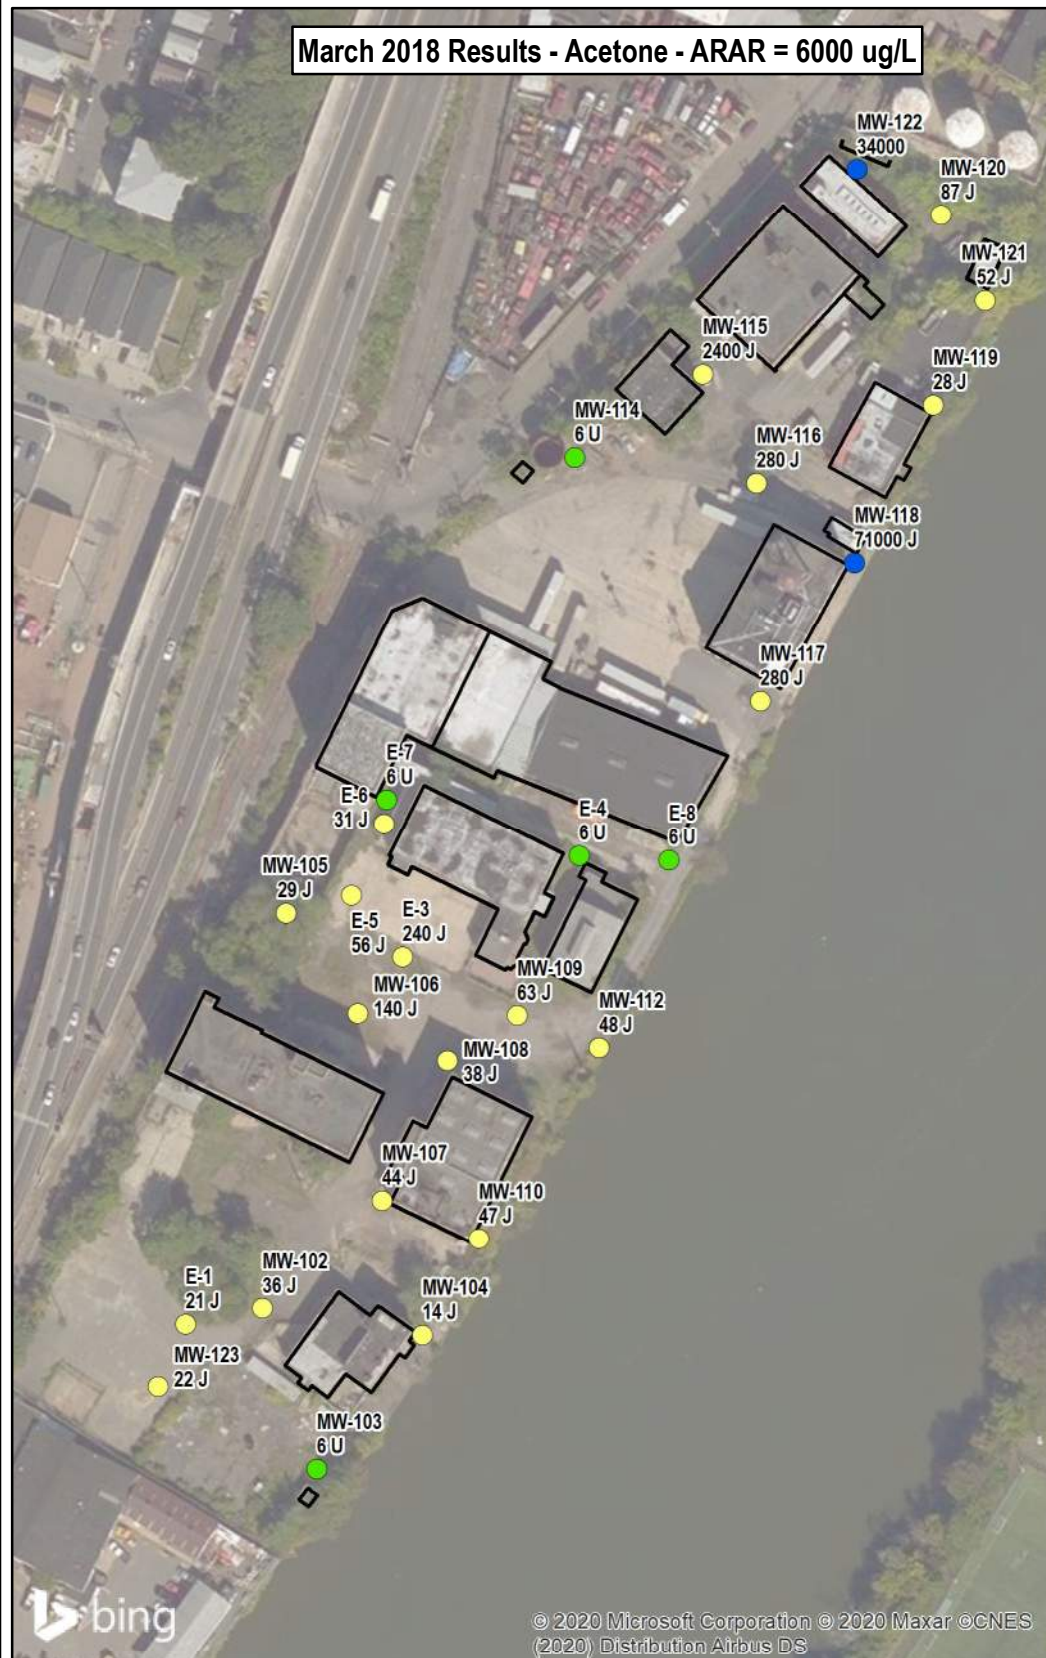 March 2018 Results - Acetone - ARAR = 6000 ug/L
MW-122
34000
MW-120
87 J
MW-121
52 J
MW-115
2400 J
MW-119
28 J
MW-114
6 U
MW-116
280 J
MW-118
71000 J
MW-117
280 J
E-7
6 U
E-6
31 J
E-4
6 U
E-8
6 U
MW-105
29 J
E-5
56 J
E-3
240 J
MW-106
140 J
MW-109
63 J
MW-112
48 J
MW-108
38 J
MW-107
44 J
MW-110
47 J
MW-102
36 J
E-1
21 J
MW-104
14 J
MW-123
22 J
MW-103
6 U
bing
© 2020 Microsoft Corporation © 2020 Maxar ©CNES
(2020) Distribution Airbus DS